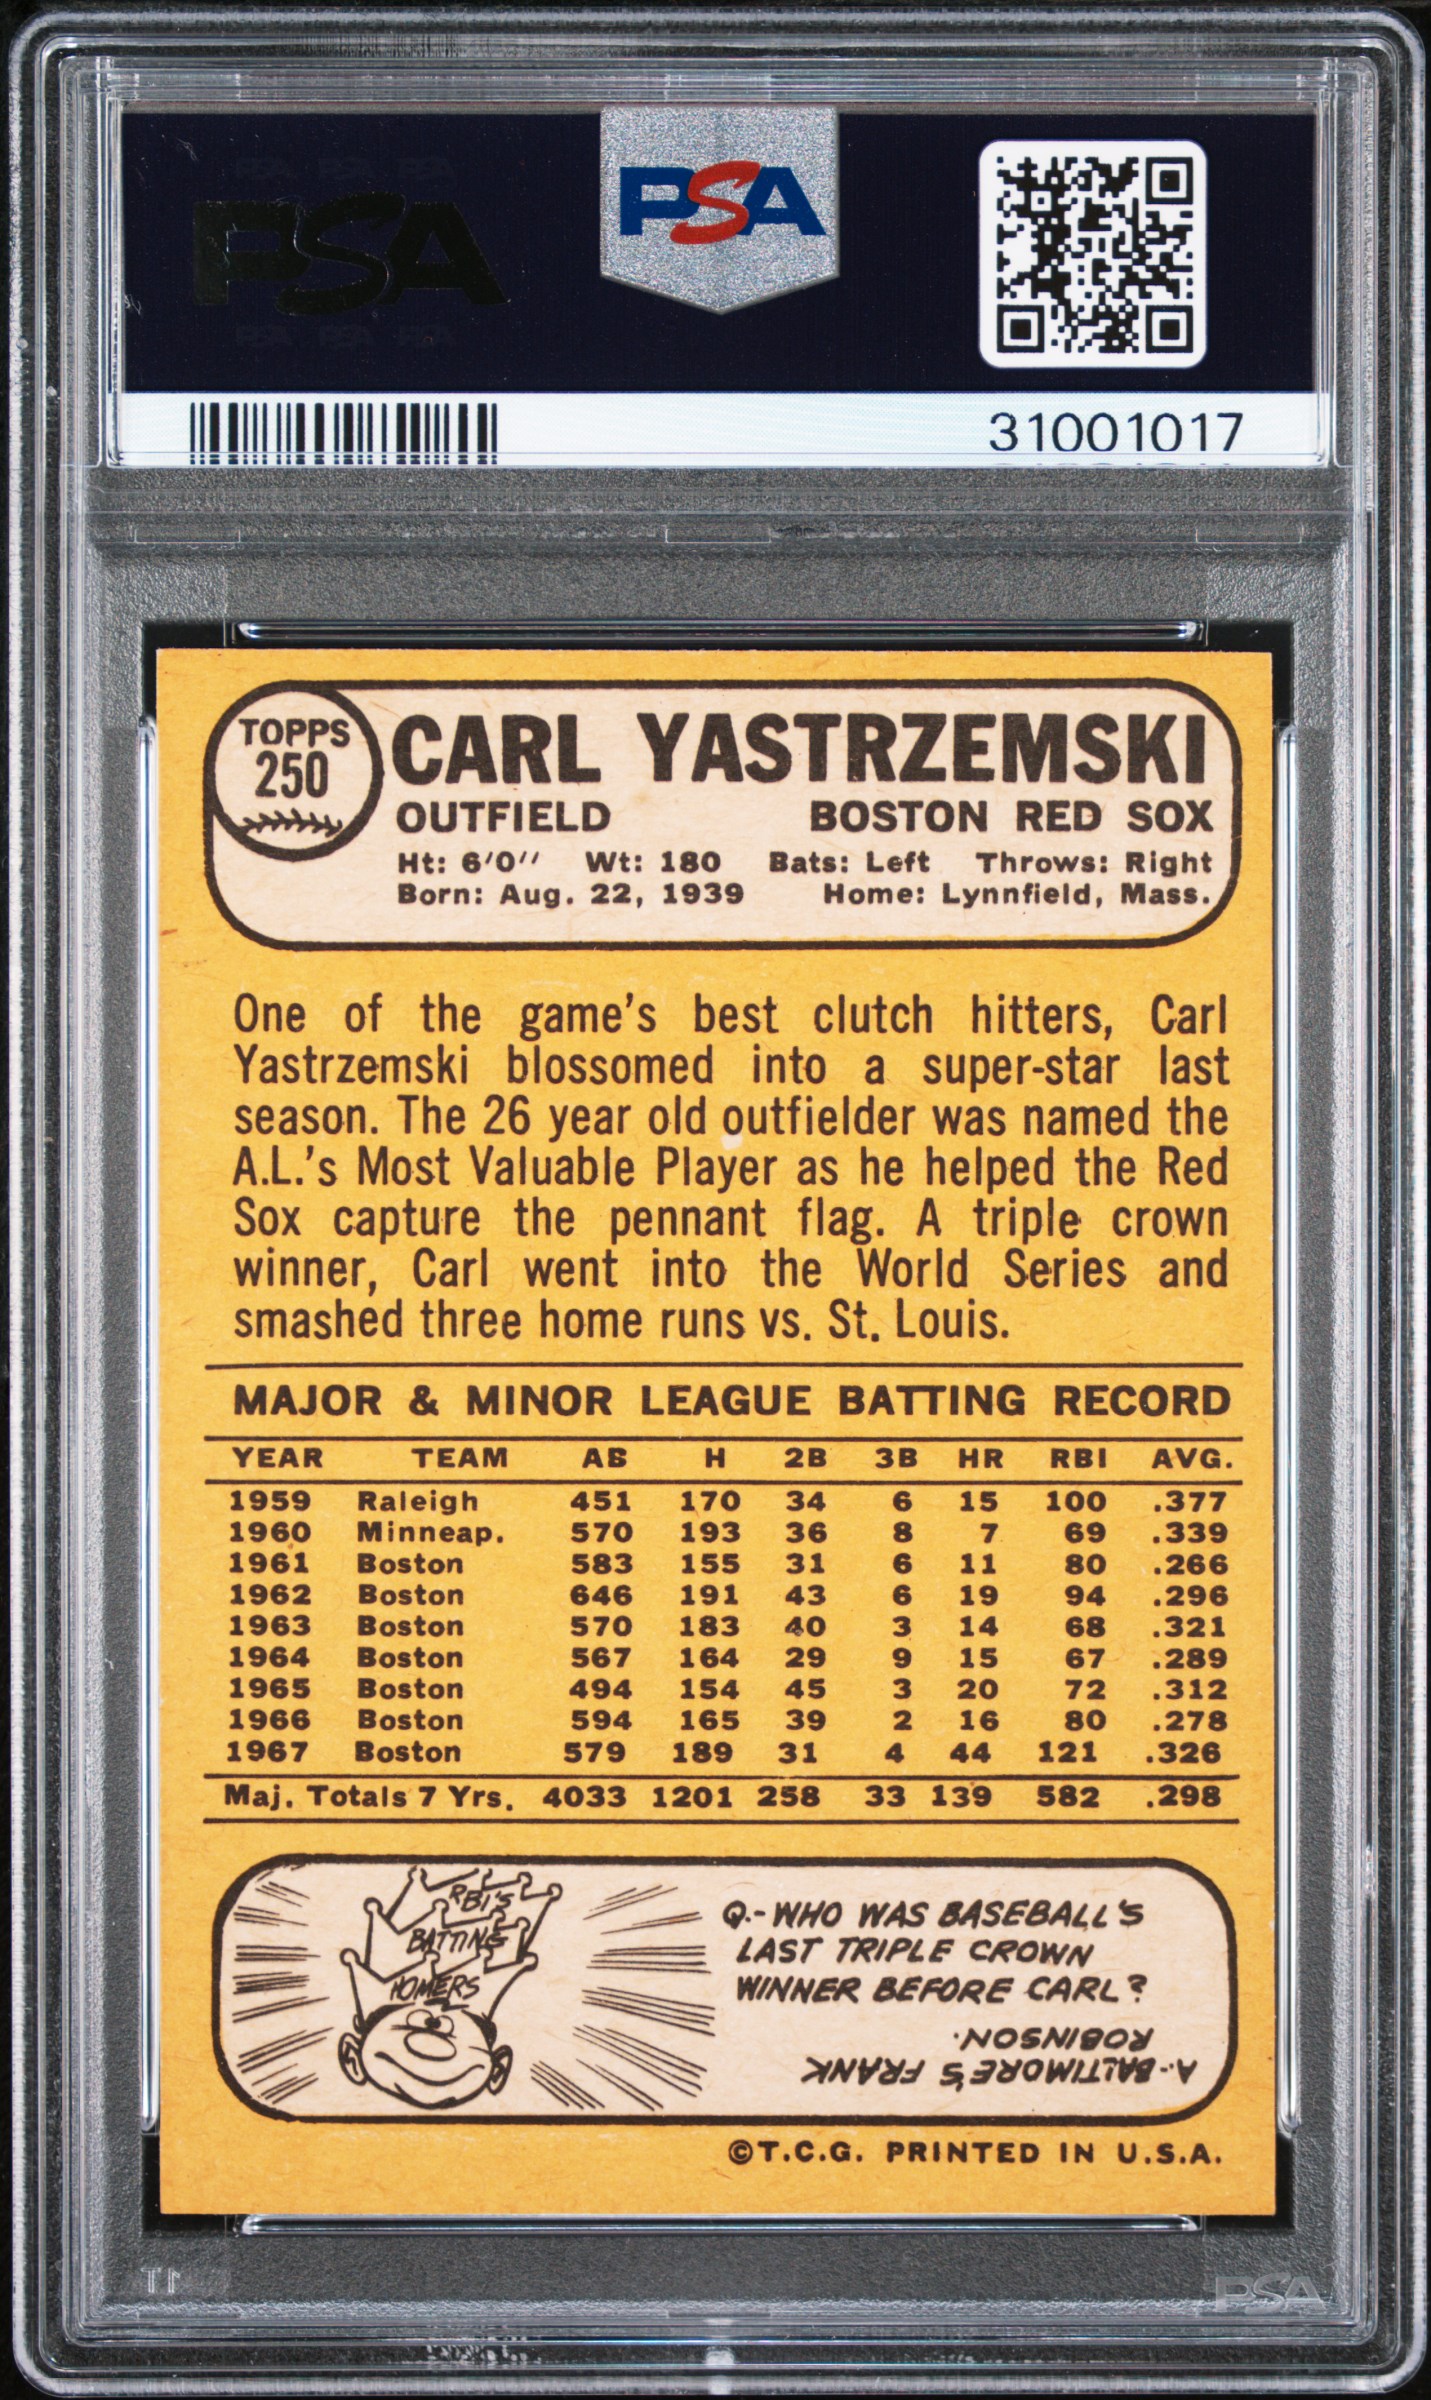 PSA
PSA
31001017
TOPPS
250
CARL YASTRZEMSKI
OUTFIELD BOSTON RED SOX
Ht: 6'0'' Wt: 180 Bats: Left Throws: Right
Born: Aug. 22, 1939 Home: Lynnfield, Mass.
One of the game's best clutch hitters, Carl
Yastrzemski blossomed into a super-star last
season. The 26 year old outfielder was named the
A.L.'s Most Valuable Player as he helped the Red
Sox capture the pennant flag. A triple crown
winner, Carl went into the World Series and
smashed three home runs vs. St. Louis.
MAJOR & MINOR LEAGUE BATTING RECORD
YEAR TEAM AB H 2B 3B HR RBI AVG.
1959 Raleigh 451 170 34 6 15 100 .377
1960 Minneap. 570 193 36 8 7 69 .339
1961 Boston 583 155 31 6 11 80 .266
1962 Boston 646 191 43 6 19 94 .296
1963 Boston 570 183 40 3 14 68 .321
1964 Boston 567 164 29 9 15 67 .289
1965 Boston 494 154 45 3 20 72 .312
1966 Boston 594 165 39 2 16 80 .278
1967 Boston 579 189 31 4 44 121 .326
Maj. Totals 7 Yrs. 4033 1201 258 33 139 582 .298
RBI'S
BATTING
HOMERS
Q.-WHO WAS BASEBALL'S
LAST TRIPLE CROWN
WINNER BEFORE CARL?
A.-BALTIMORE'S FRANK
ROBINSON.
©T.C.G. PRINTED IN U.S.A.
PSA